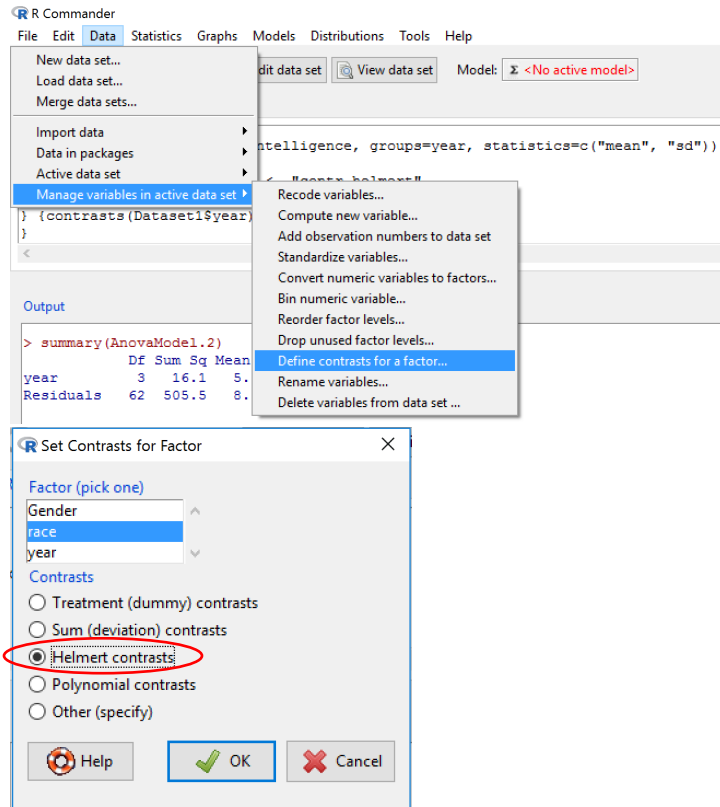 R Commander
File Edit Data Statistics Graphs Models Distributions Tools Help
New data set...
Load data set...
Merge data sets...
Import data
Data in packages
Active data set
Manage variables in active data set
dit data set View data set Model: Σ <No active model>
ntelligence, groups=year, statistics=c("mean", "sd"))
<- "contr.helmert"
} {contrasts(Dataset1$year)
}
Recode variables...
Compute new variable...
Add observation numbers to data set
Standardize variables...
Convert numeric variables to factors...
Bin numeric variable...
Reorder factor levels...
Drop unused factor levels...
Define contrasts for a factor...
Rename variables...
Delete variables from data set ...
Output
> summary(AnovaModel.2)
Df Sum Sq Mean
year 3 16.1 5.
Residuals 62 505.5 8.
R Set Contrasts for Factor
Factor (pick one)
Gender
race
year
Contrasts
Treatment (dummy) contrasts
Sum (deviation) contrasts
Helmert contrasts
Polynomial contrasts
Other (specify)
Help OK Cancel